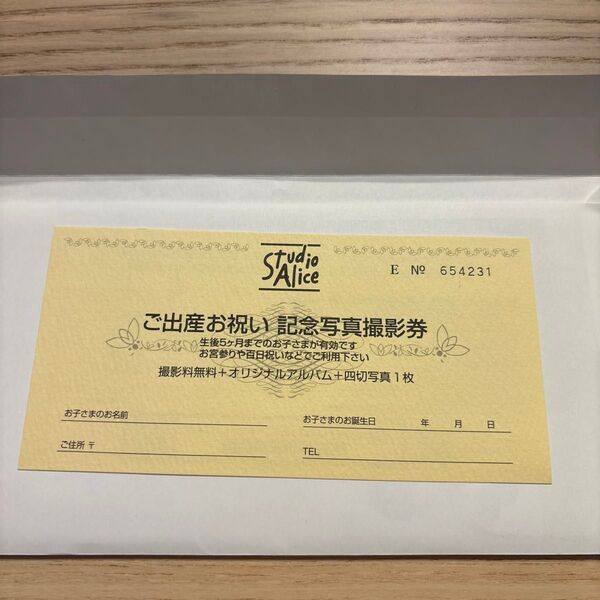 Studio
Alice
E № 654231
ご出産お祝い 記念写真撮影券
生後5ヶ月までのお子さまが有効です
お宮参りや百日祝いなどでご利用下さい
撮影料無料＋オリジナルアルバム＋四切写真1枚
お子さまのお名前
お子さまのお誕生日 年 月 日
ご住所 〒
TEL